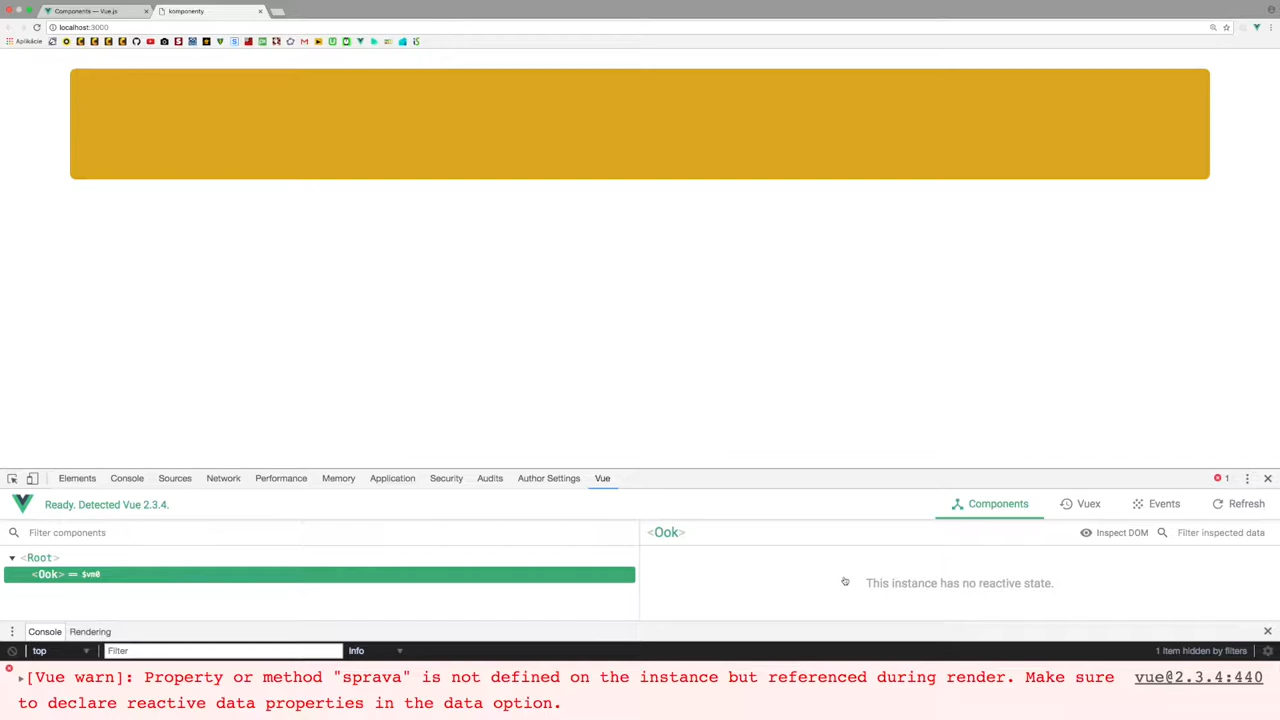 Components — Vue.js
komponenty
localhost:3000
Aplikácie
Elements Console Sources Network Performance Memory Application Security Audits Author Settings Vue 1
Ready. Detected Vue 2.3.4. Components Vuex Events Refresh
Filter components <Ook> Inspect DOM Filter inspected data
<Root>
<Ook> == $vm0
This instance has no reactive state.
Console Rendering
top Filter Info 1 item hidden by filters
[Vue warn]: Property or method "sprava" is not defined on the instance but referenced during render. Make sure vue@2.3.4:440
to declare reactive data properties in the data option.